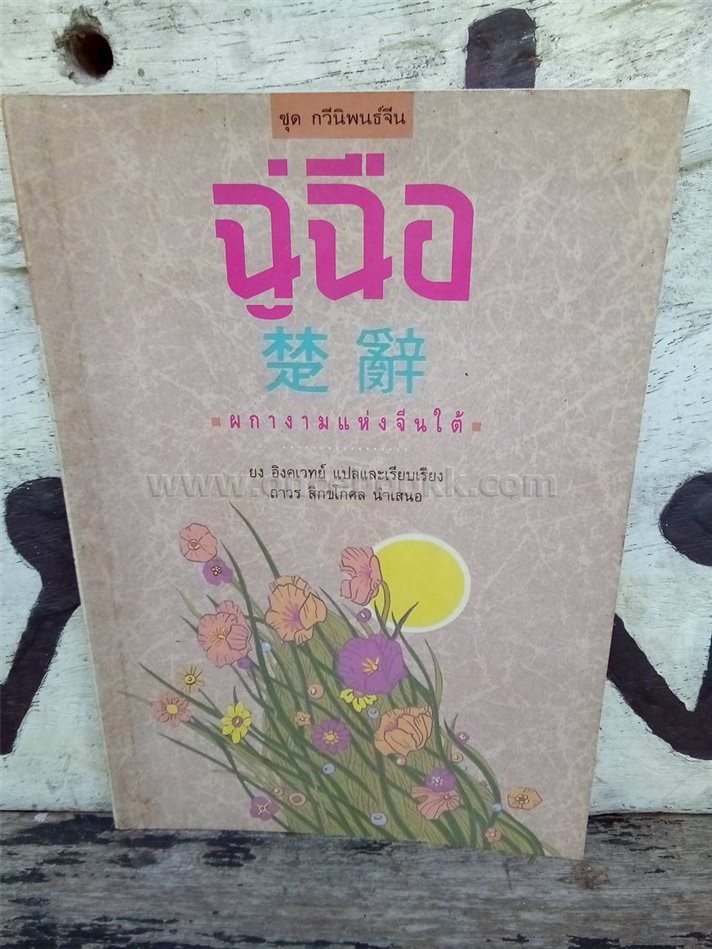 ชุด กวีนิพนธ์จีน
ฉู่ฉือ
楚辭
ผกางามแห่งจีนใต้
ยง อิงคเวทย์ แปลและเรียบเรียง
ถาวร สิกขโกศล นำเสนอ